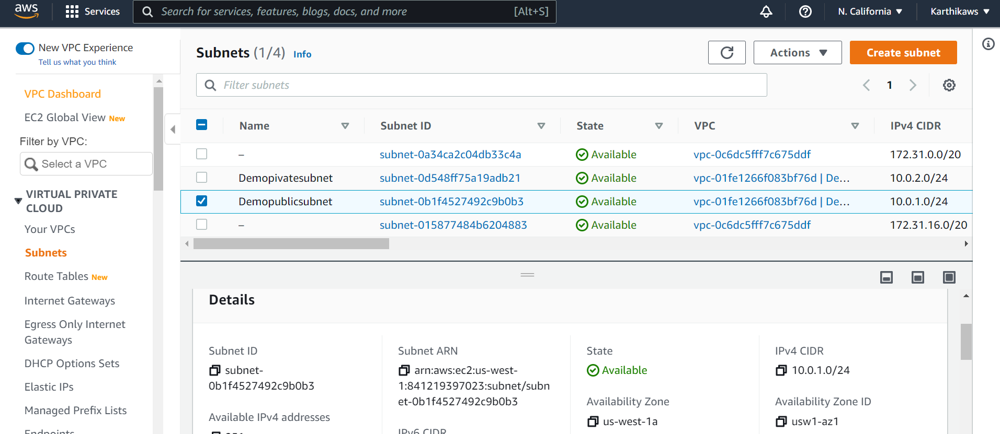 aws
Services
Search for services, features, blogs, docs, and more
[Alt+S]
N. California
Karthikaws
New VPC Experience
Tell us what you think
VPC Dashboard
EC2 Global View New
Filter by VPC:
Select a VPC
VIRTUAL PRIVATE
CLOUD
Your VPCs
Subnets
Route Tables New
Internet Gateways
Egress Only Internet
Gateways
DHCP Options Sets
Elastic IPs
Managed Prefix Lists
Endpoints
Subnets (1/4) Info
Actions
Create subnet
Filter subnets
1
Name Subnet ID State VPC IPv4 CIDR
– subnet-0a34ca2c04db33c4a Available vpc-0c6dc5fff7c675ddf 172.31.0.0/20
Demopivatesubnet subnet-0d548ff75a19adb21 Available vpc-01fe1266f083bf76d | De... 10.0.2.0/24
Demopublicsubnet subnet-0b1f4527492c9b0b3 Available vpc-01fe1266f083bf76d | De... 10.0.1.0/24
– subnet-015877484b6204883 Available vpc-0c6dc5fff7c675ddf 172.31.16.0/20
Details
Subnet ID
subnet-
0b1f4527492c9b0b3
Available IPv4 addresses
Subnet ARN
arn:aws:ec2:us-west-
1:841219397023:subnet/subn
et-0b1f4527492c9b0b3
IPv6 CIDR
State
Available
Availability Zone
us-west-1a
IPv4 CIDR
10.0.1.0/24
Availability Zone ID
usw1-az1